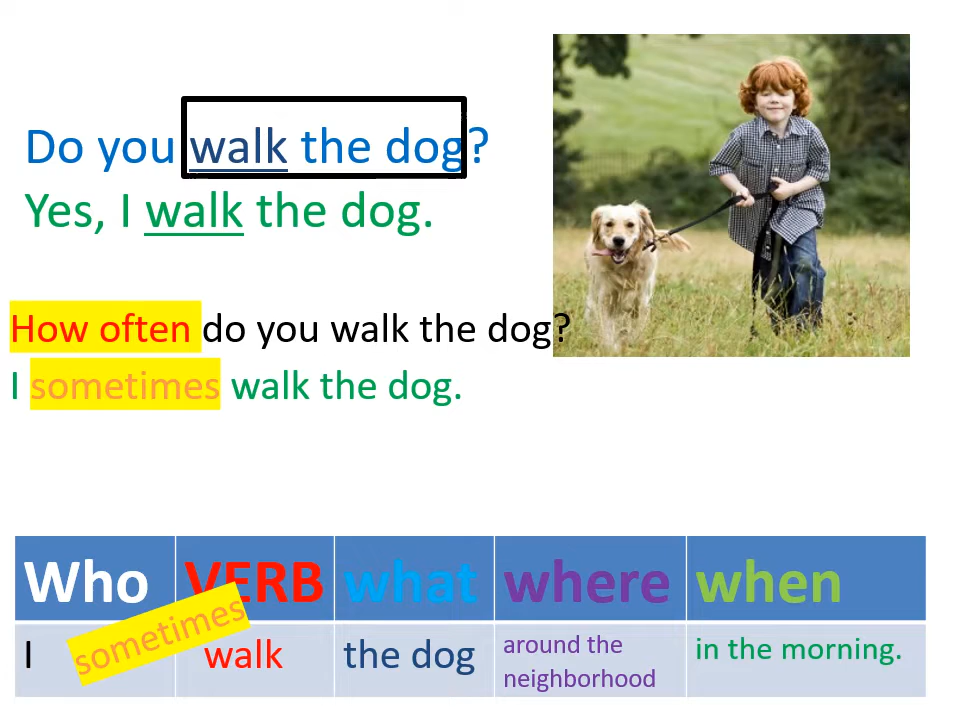 Do you walk the dog?
Yes, I walk the dog.
How often do you walk the dog?
I sometimes walk the dog.
Who VERB what where when
I sometimes walk the dog around the neighborhood in the morning.